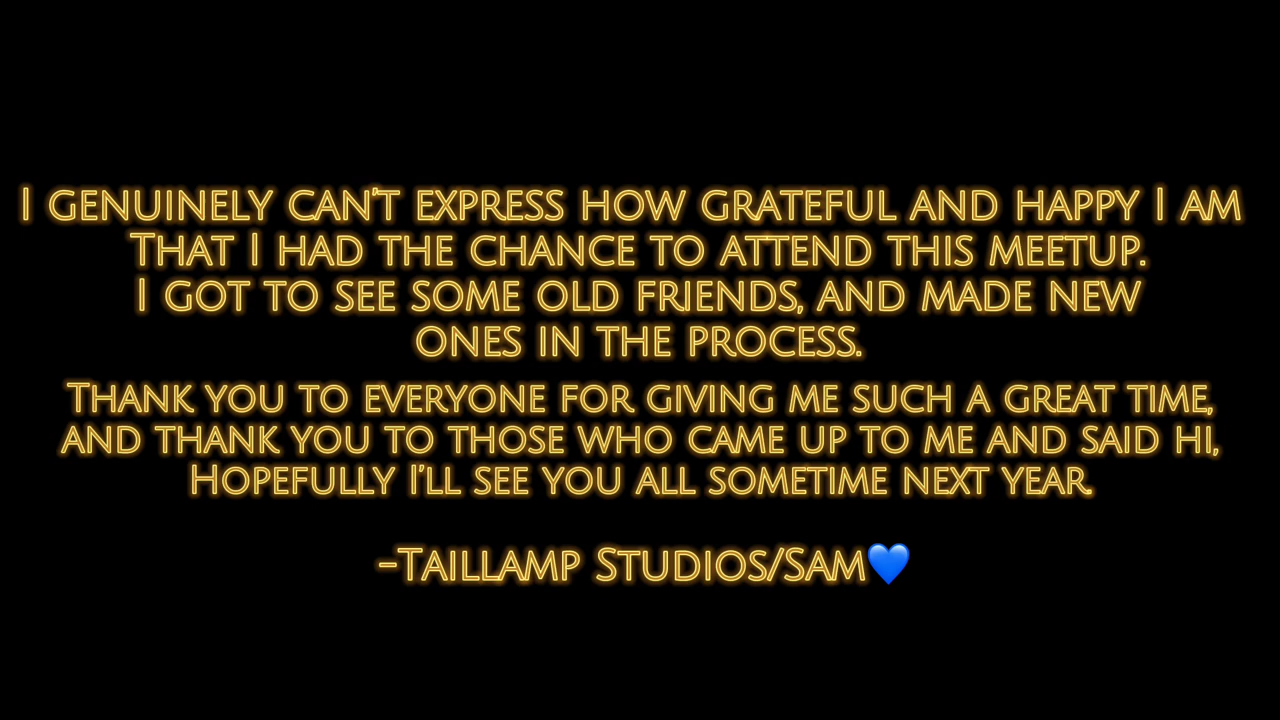 I genuinely can't express how grateful and happy I am
That I had the chance to attend this meetup.
I got to see some old friends, and made new
ones in the process.
Thank you to everyone for giving me such a great time,
and thank you to those who came up to me and said hi,
Hopefully I'll see you all sometime next year.
-Taillamp Studios/Sam💙